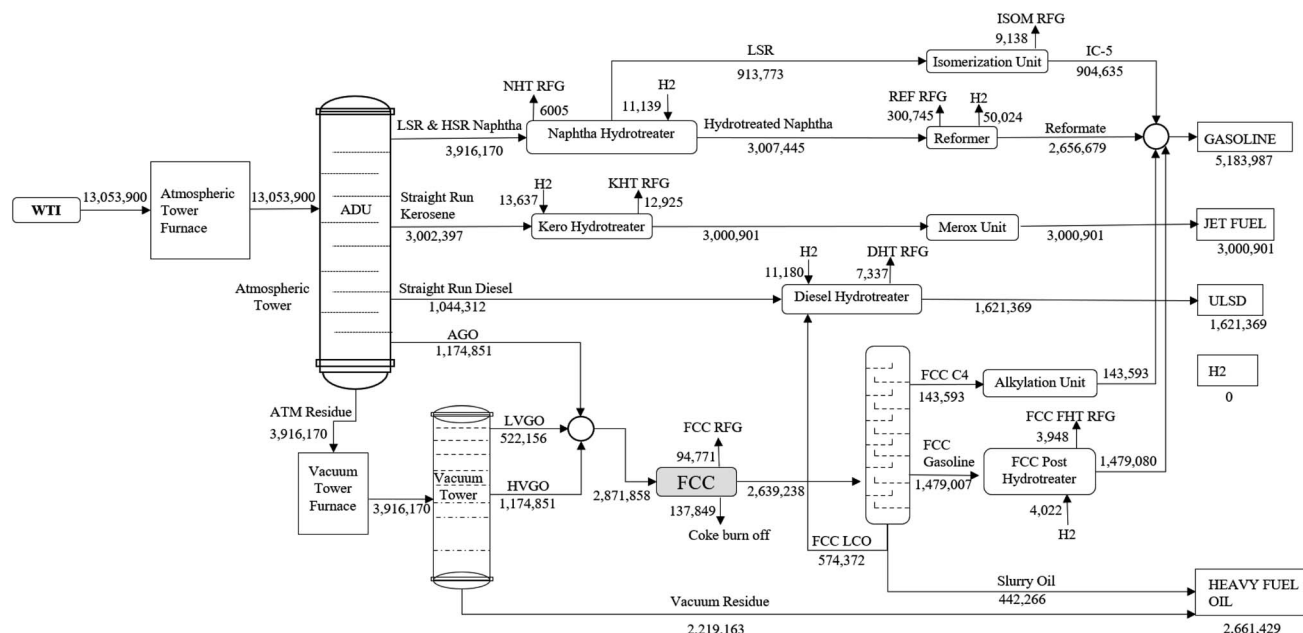 ISOM RFG
9,138
LSR
913,773
Isomerization Unit
IC-5
904,635
NHT RFG
6005
H2
11,139
REF RFG
300,745
H2
50,024
LSR & HSR Naphtha
3,916,170
Naphtha Hydrotreater
Hydrotreated Naphtha
3,007,445
Reformer
Reformate
2,656,679
GASOLINE
5,183,987
WTI
13,053,900
Atmospheric
Tower
Furnace
13,053,900
ADU
Atmospheric
Tower
Straight Run
Kerosene
3,002,397
H2
13,637
KHT RFG
12,925
Kero Hydrotreater
3,000,901
Merox Unit
3,000,901
JET FUEL
3,000,901
Straight Run Diesel
1,044,312
H2
11,180
DHT RFG
7,337
Diesel Hydrotreater
1,621,369
ULSD
1,621,369
AGO
1,174,851
H2
0
FCC C4
143,593
Alkylation Unit
143,593
ATM Residue
3,916,170
Vacuum
Tower
Furnace
3,916,170
Vacuum
Tower
LVGO
522,156
HVGO
1,174,851
2,871,858
FCC RFG
94,771
FCC
137,849
Coke burn off
2,639,238
FCC
Gasoline
1,479,007
FCC FHT RFG
3,948
FCC Post
Hydrotreater
1,479,080
4,022
H2
FCC LCO
574,372
Slurry Oil
442,266
Vacuum Residue
2,219,163
HEAVY FUEL
OIL
2,661,429